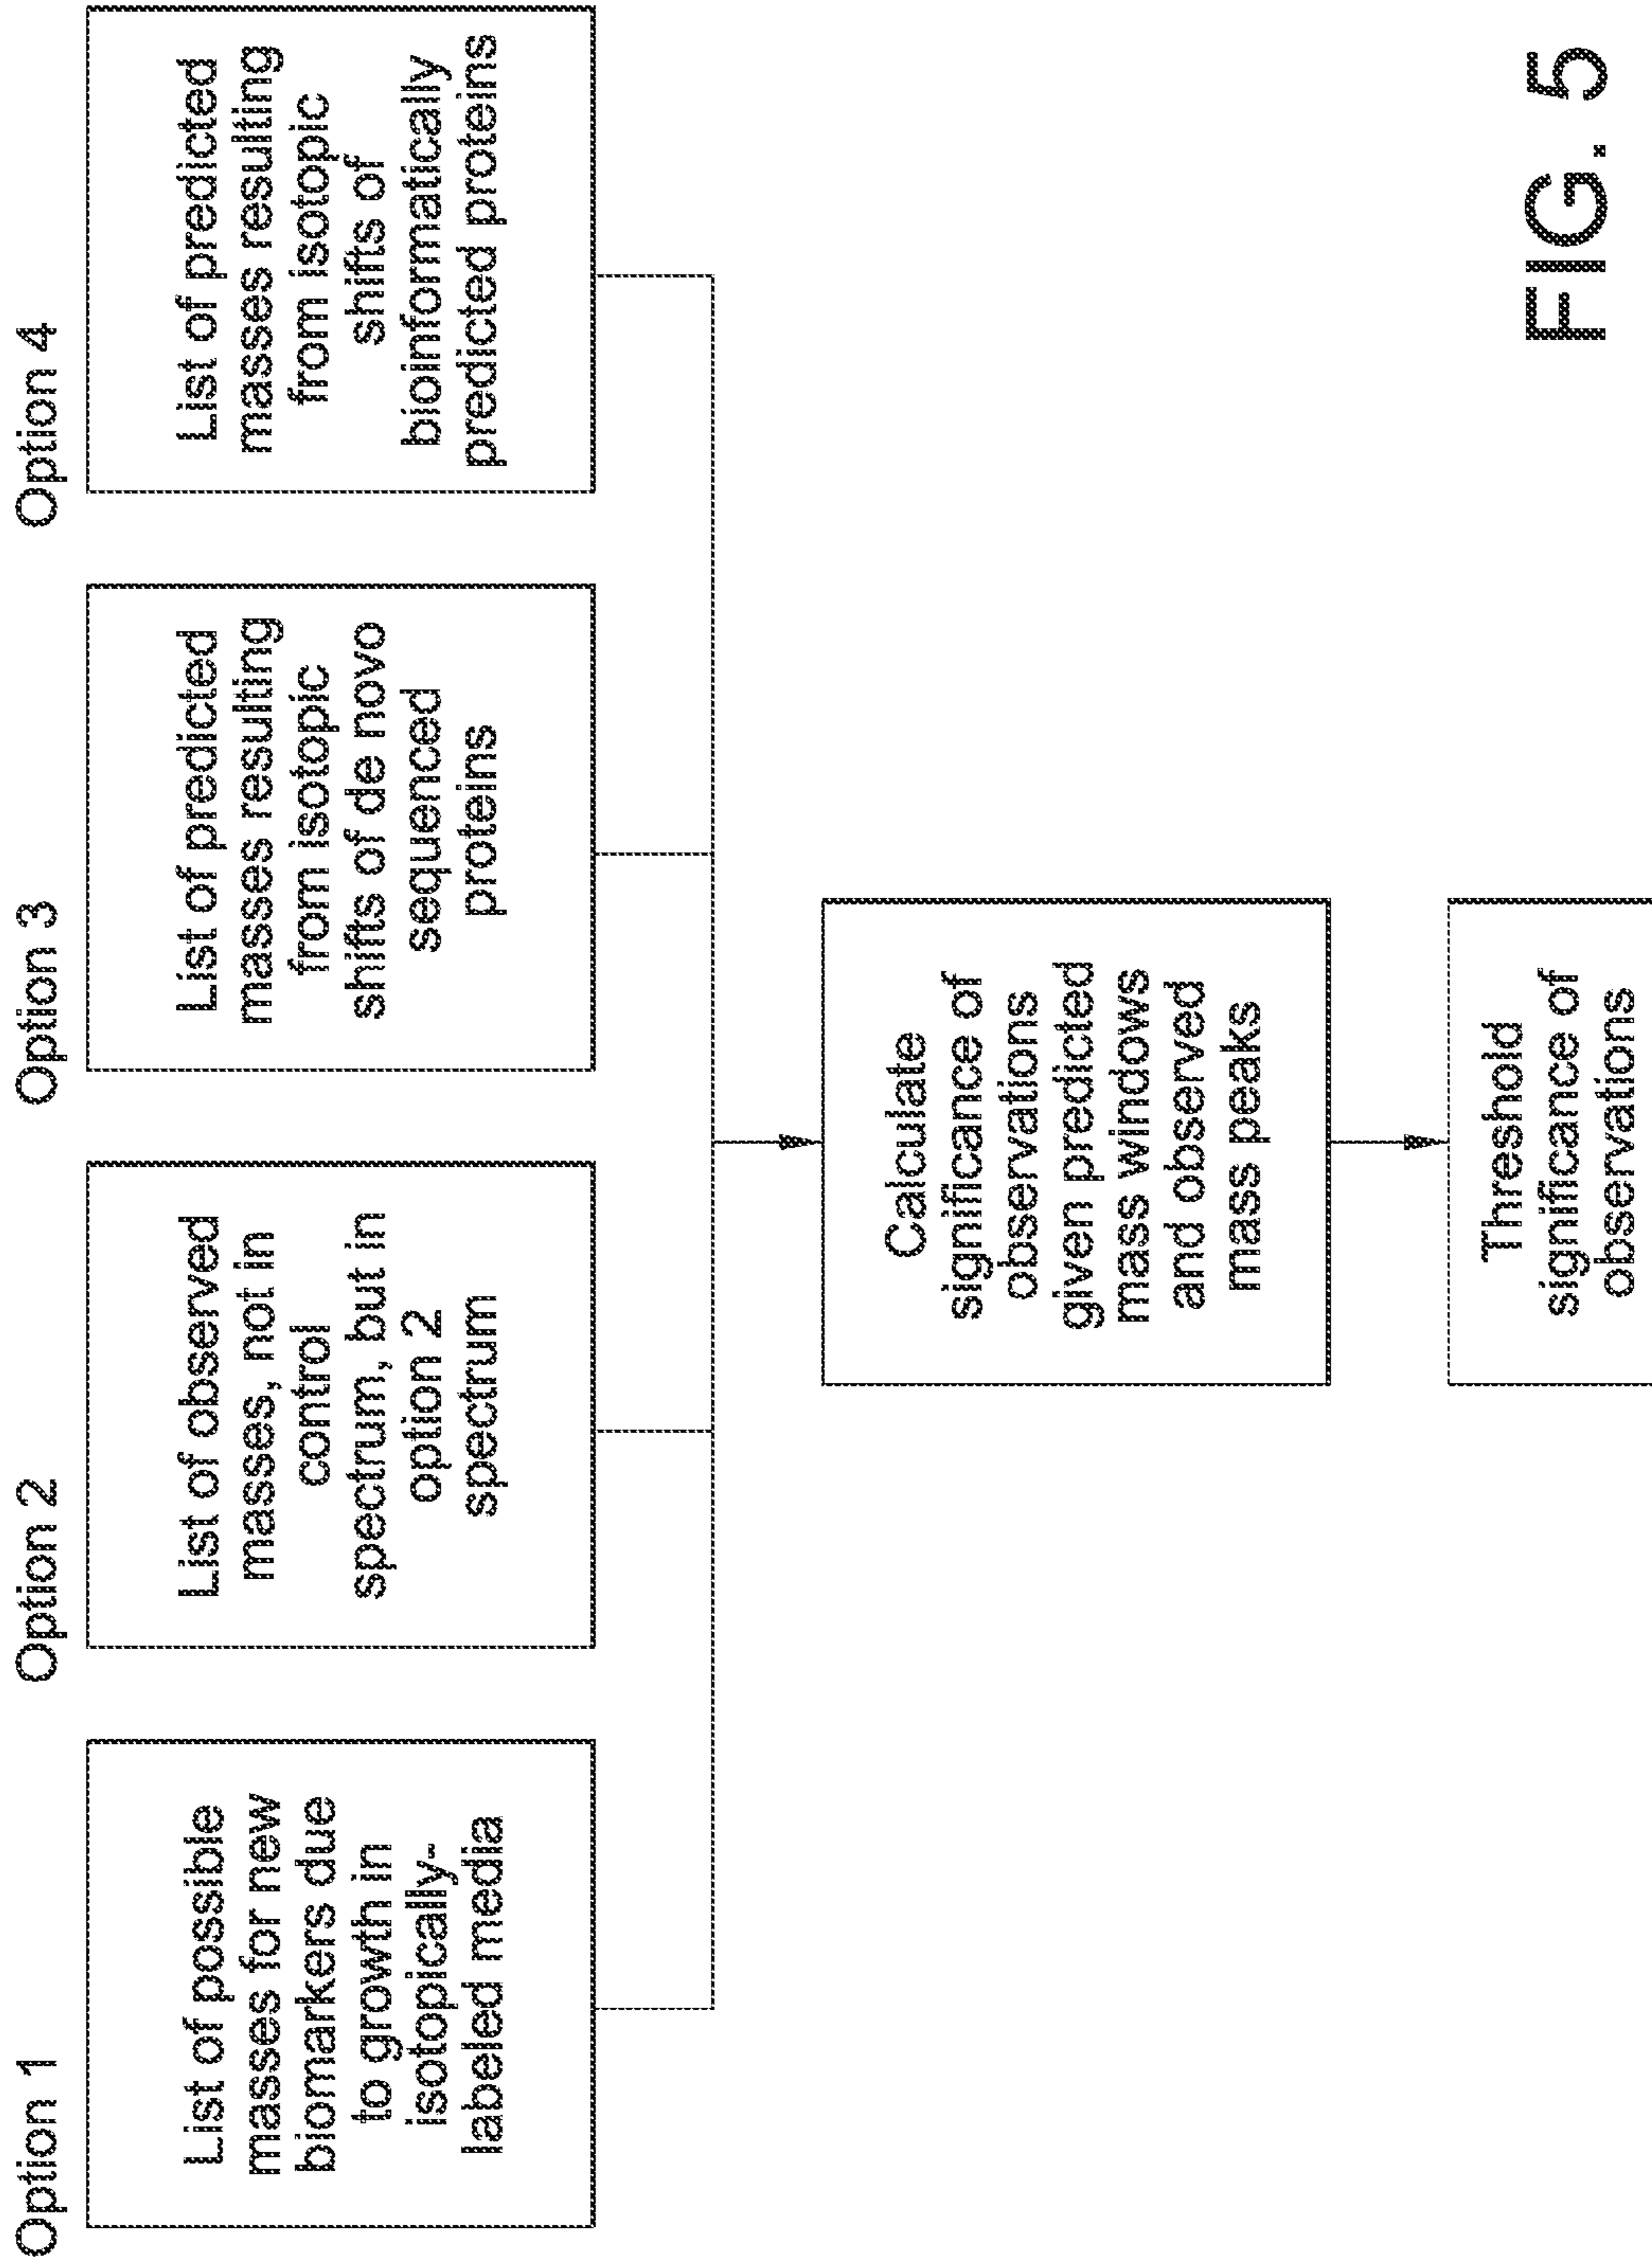 Option 1
List of possible
masses for new
biomarkers due
to growth in
isotopically-
labeled media
Option 2
List of observed
masses, not in
control
spectrum, but in
option 2
spectrum
Option 3
List of predicted
masses resulting
from isotopic
shifts of de novo
sequenced
proteins
Option 4
List of predicted
masses resulting
from isotopic
shifts of
bioinformatically
predicted proteins
Calculate
significance of
observations
given predicted
mass windows
and observed
mass peaks
Threshold
significance of
observations
FIG. 5